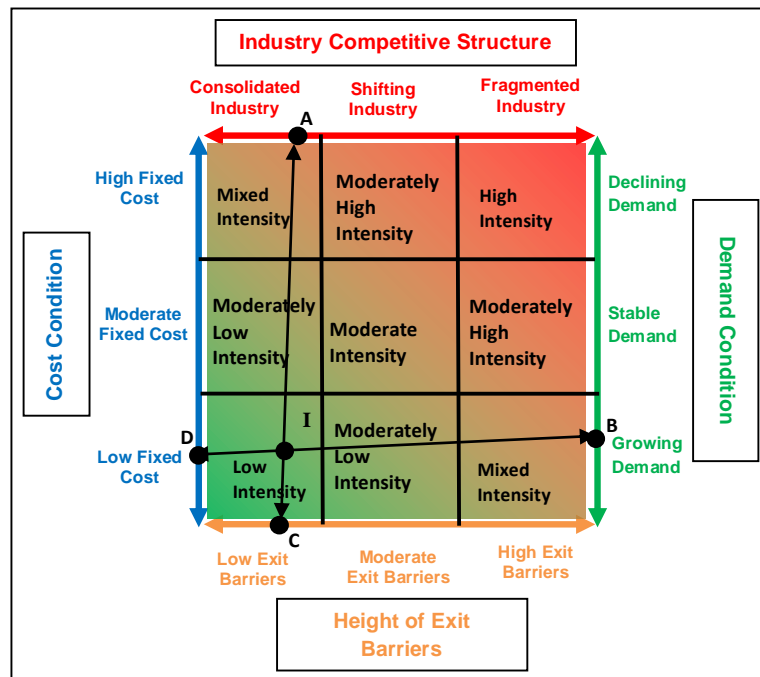 Industry Competitive Structure
Consolidated
Industry
Shifting
Industry
Fragmented
Industry
A
High Fixed
Cost
Mixed
Intensity
Moderately
High
Intensity
High
Intensity
Declining
Demand
Cost Condition
Moderate
Fixed Cost
Moderately
Low
Intensity
Moderate
Intensity
Moderately
High
Intensity
Stable
Demand
Demand Condition
D
I
B
Low Fixed
Cost
Low
Intensity
Moderately
Low
Intensity
Mixed
Intensity
Growing
Demand
C
Low Exit
Barriers
Moderate
Exit Barriers
High Exit
Barriers
Height of Exit
Barriers